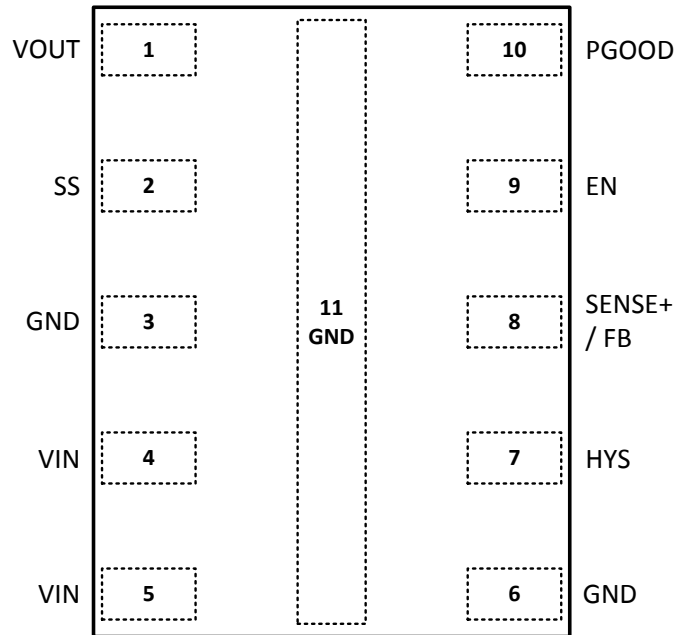 VOUT 1 10 PGOOD
SS 2 9 EN
GND 3 11 GND 8 SENSE+ / FB
VIN 4 7 HYS
VIN 5 6 GND